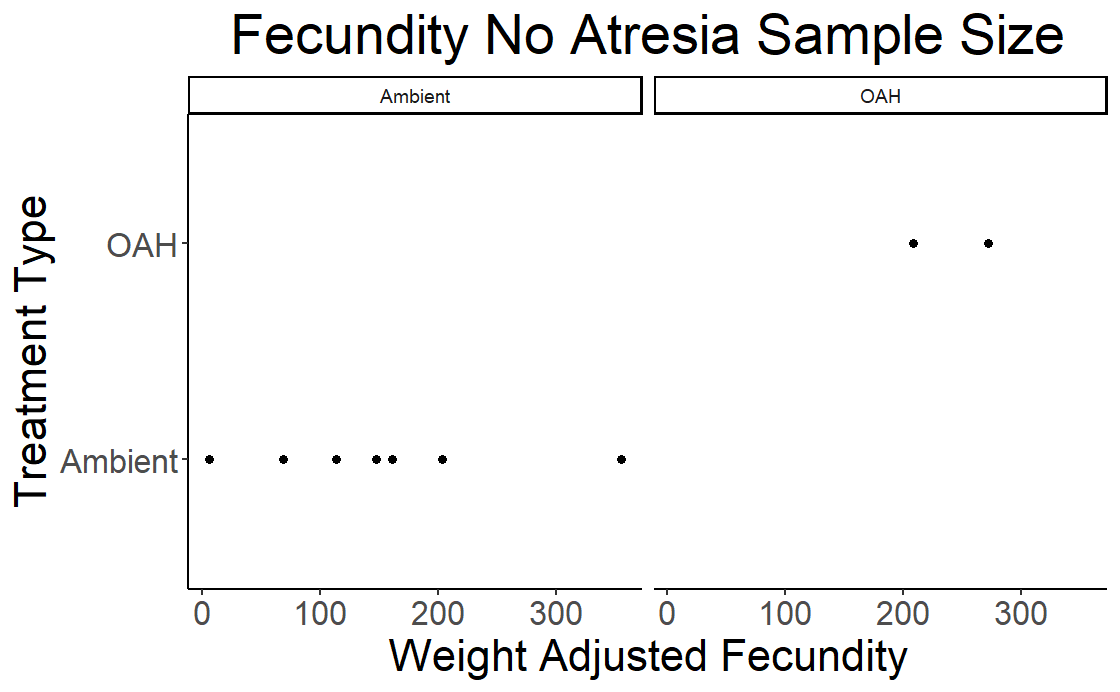 Fecundity No Atresia Sample Size
Ambient
OAH
Treatment Type
OAH
Ambient
0 100 200 300
0 100 200 300
Weight Adjusted Fecundity